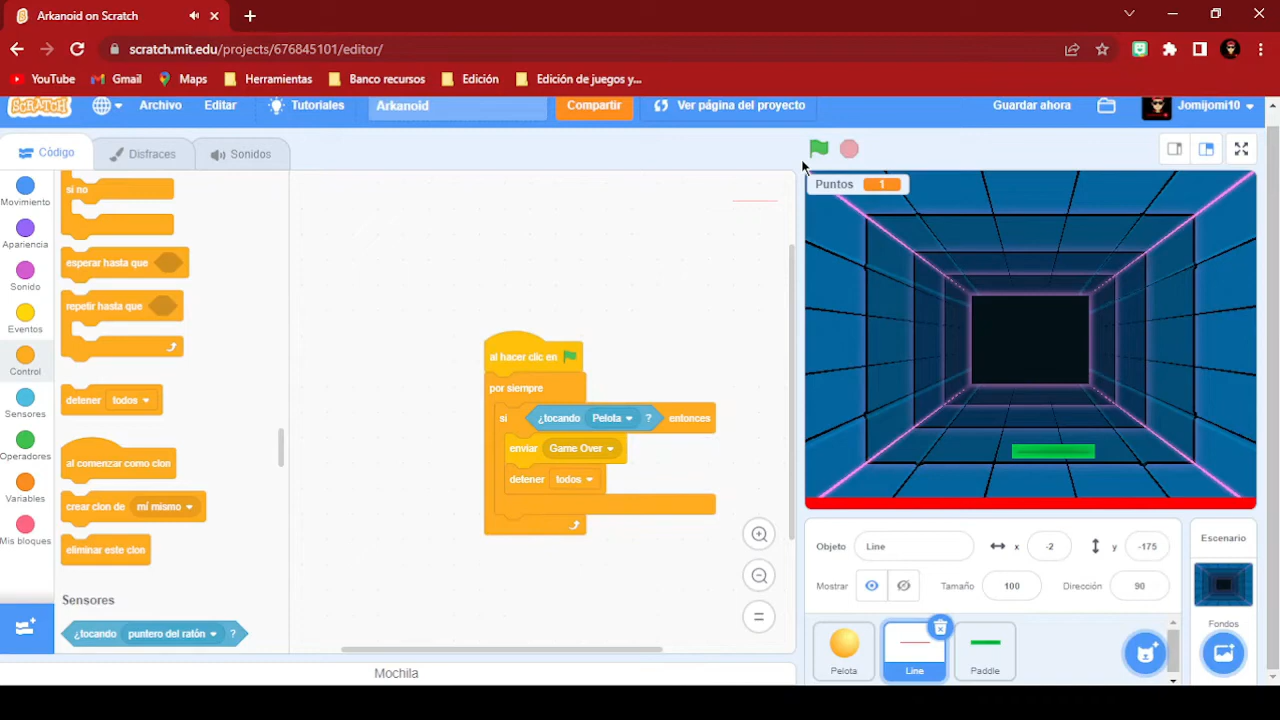 Arkanoid on Scratch
scratch.mit.edu/projects/676845101/editor/
YouTube Gmail Maps Herramientas Banco recursos Edición Edición de juegos y...
SCRATCH Archivo Editar Tutoriales Arkanoid Compartir Ver página del proyecto Guardar ahora Jomijomi10
Código Disfraces Sonidos
Movimiento
Apariencia
Sonido
Eventos
Control
Sensores
Operadores
Variables
Mis bloques
si no
esperar hasta que
repetir hasta que
detener todos
al comenzar como clon
crear clon de mí mismo
eliminar este clon
Sensores
¿tocando puntero del ratón ?
al hacer clic en
por siempre
si ¿tocando Pelota ? entonces
enviar Game Over
detener todos
Mochila
Puntos 1
Objeto Line x -2 y -175
Mostrar Tamaño 100 Dirección 90
Pelota Line Paddle
Escenario
Fondos